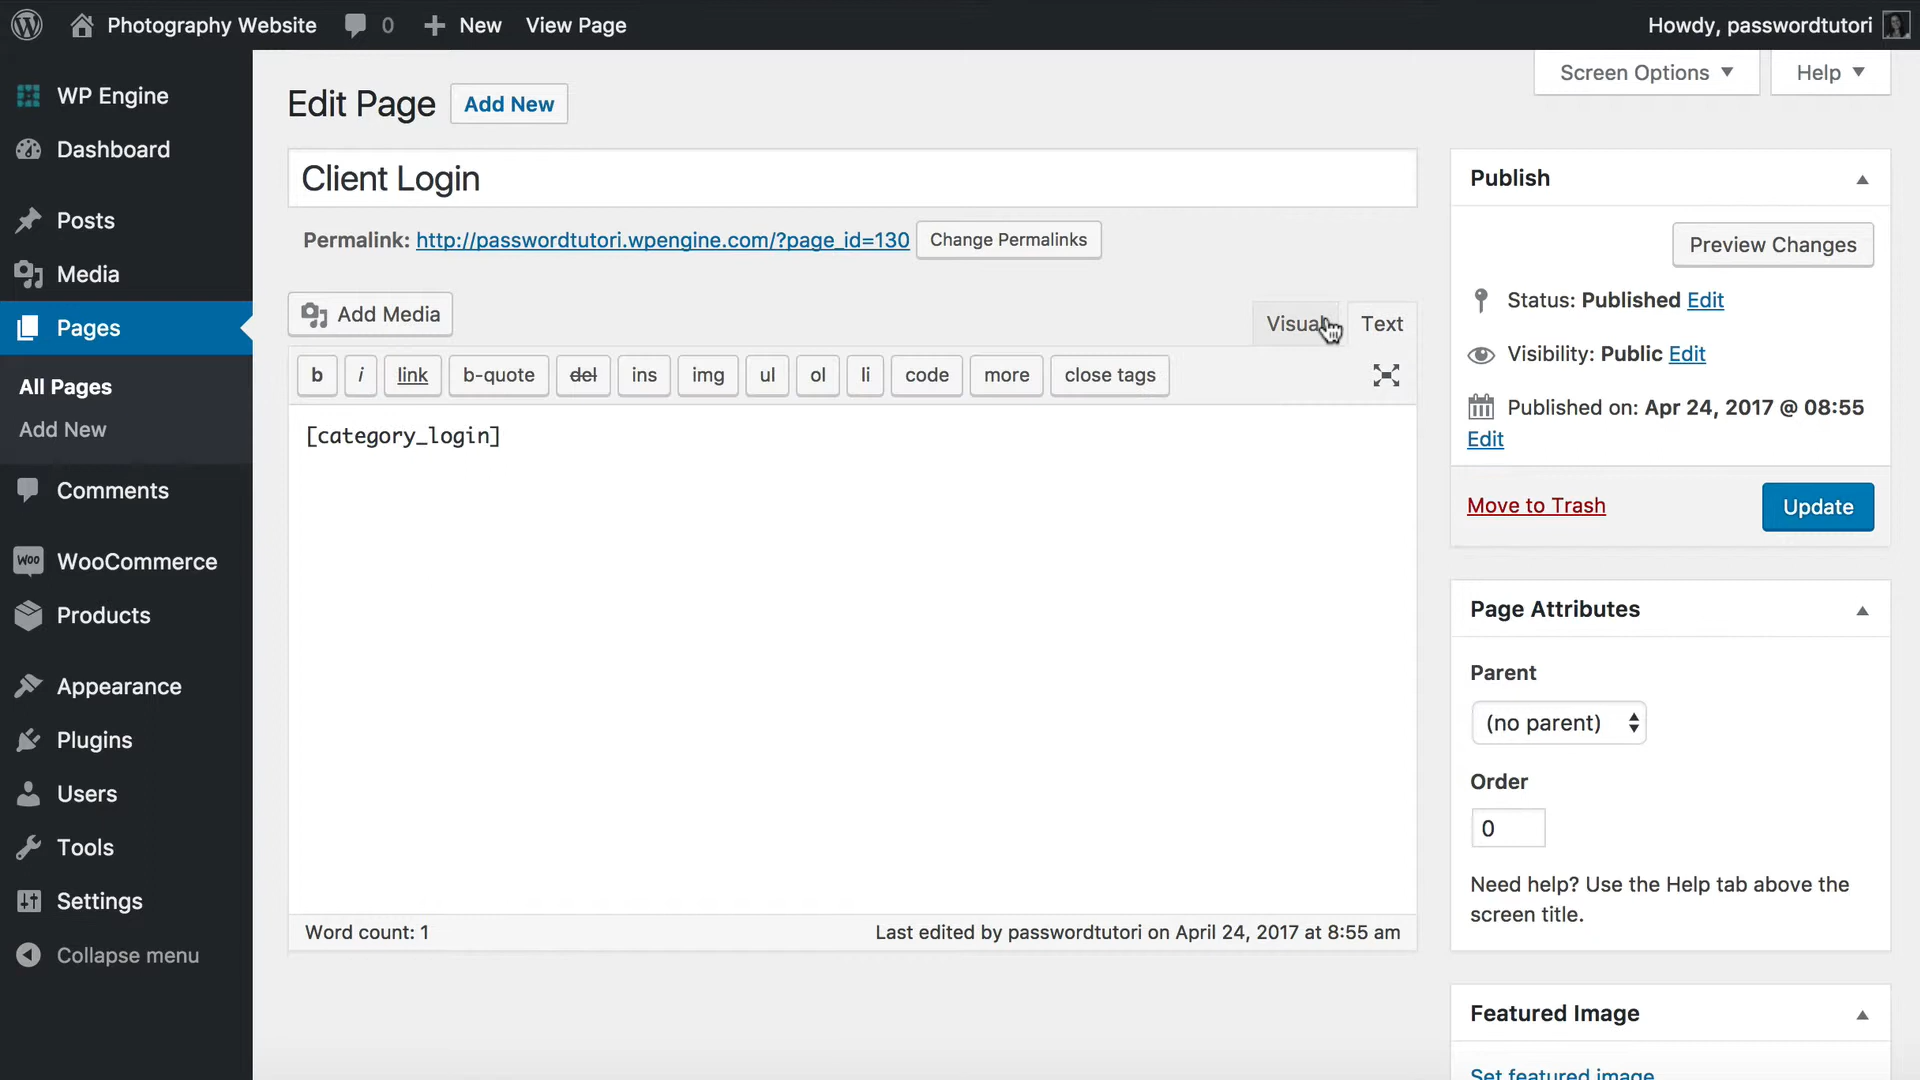 Photography Website 0 New View Page
Howdy, passwordtutori
WP Engine
Dashboard
Posts
Media
Pages
All Pages
Add New
Comments
Woo WooCommerce
Products
Appearance
Plugins
Users
Tools
Settings
Collapse menu
Screen Options Help
Edit Page Add New
Client Login
Permalink: http://passwordtutori.wpengine.com/?page_id=130 Change Permalinks
Add Media
Visual Text
b i link b-quote del ins img ul ol li code more close tags
[category_login]
Word count: 1
Last edited by passwordtutori on April 24, 2017 at 8:55 am
Publish
Preview Changes
Status: Published Edit
Visibility: Public Edit
Published on: Apr 24, 2017 @ 08:55
Edit
Move to Trash Update
Page Attributes
Parent
(no parent)
Order
0
Need help? Use the Help tab above the
screen title.
Featured Image
Set featured image